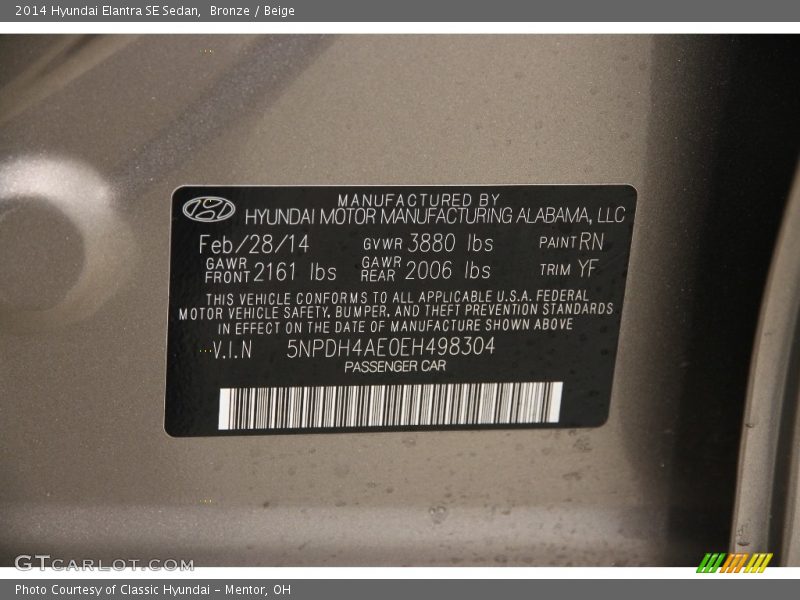 2014 Hyundai Elantra SE Sedan, Bronze / Beige
MANUFACTURED BY
HYUNDAI MOTOR MANUFACTURING ALABAMA, LLC
Feb/28/14 GVWR 3880 lbs PAINT RN
GAWR FRONT 2161 lbs GAWR REAR 2006 lbs TRIM YF
THIS VEHICLE CONFORMS TO ALL APPLICABLE U.S.A. FEDERAL
MOTOR VEHICLE SAFETY, BUMPER, AND THEFT PREVENTION STANDARDS
IN EFFECT ON THE DATE OF MANUFACTURE SHOWN ABOVE
V.I.N 5NPDH4AE0EH498304
PASSENGER CAR
GTCARLOT.COM
Photo Courtesy of Classic Hyundai - Mentor, OH